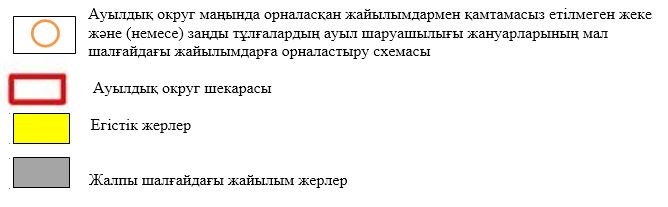 Ауылдық округ маңында орналасқан жайылымдармен қамтамасыз етілмеген жеке
және (немесе) заңды тұлғалардың ауыл шаруашылығы жануарларының мал
шалғайдағы жайылымдарға орналастыру схемасы
Ауылдық округ шекарасы
Егістік жерлер
Жалпы шалғайдағы жайылым жерлер